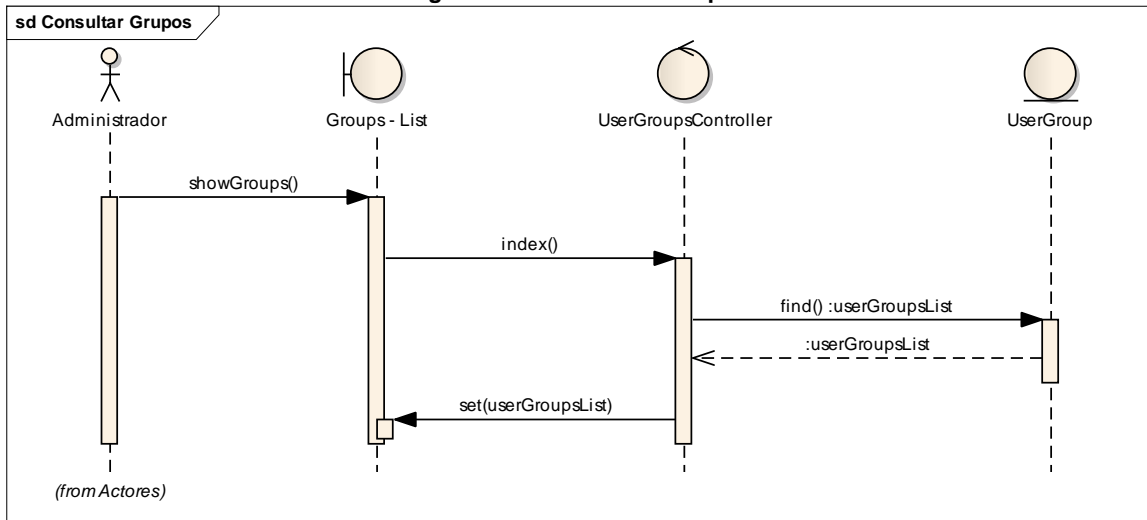 sd Consultar Grupos
Administrador
Groups - List
UserGroupsController
UserGroup
showGroups()
index()
find() :userGroupsList
:userGroupsList
set(userGroupsList)
(from Actores)